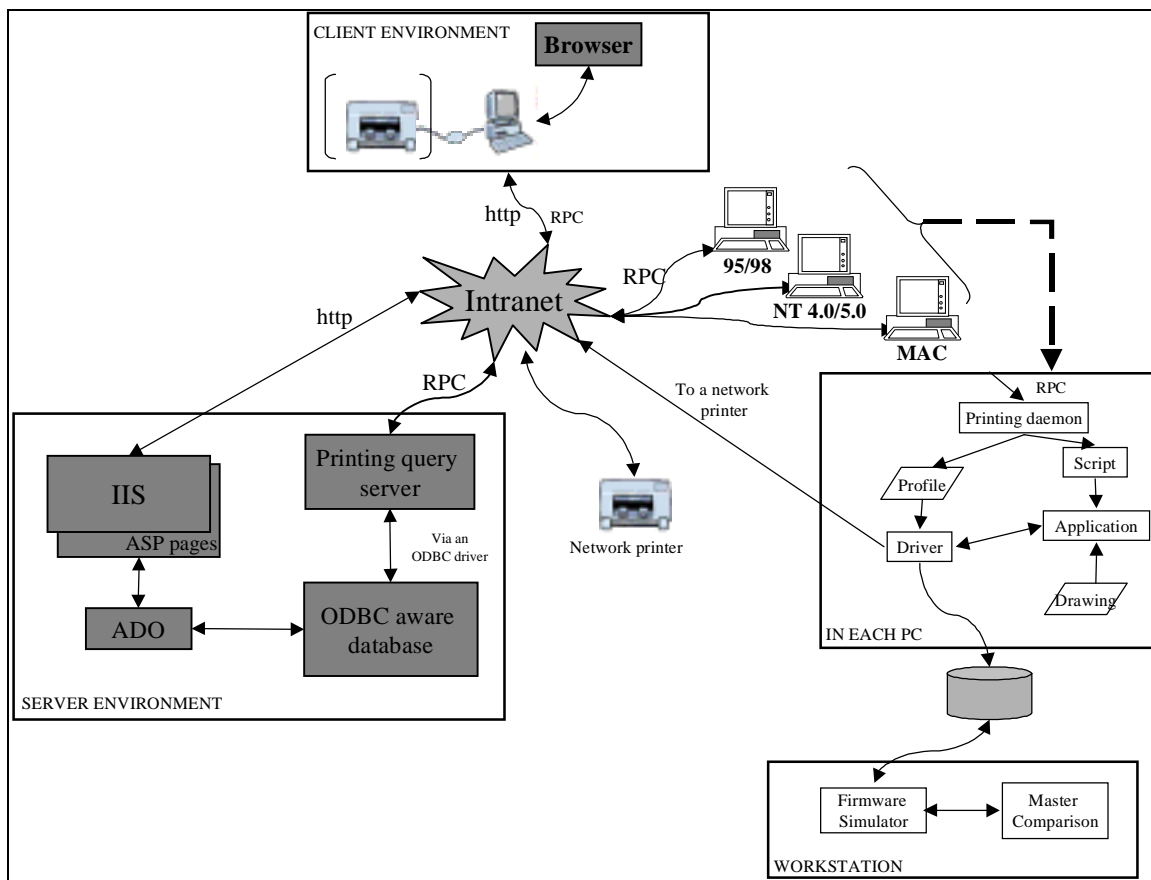 CLIENT ENVIRONMENT
Browser
http
RPC
95/98
RPC
NT 4.0/5.0
Intranet
MAC
http
RPC
To a network
printer
RPC
Printing daemon
Script
Profile
Application
Driver
Drawing
IN EACH PC
Printing query
server
IIS
ASP pages
Via an
ODBC driver
Network printer
ADO
ODBC aware
database
SERVER ENVIRONMENT
Firmware
Simulator
Master
Comparison
WORKSTATION